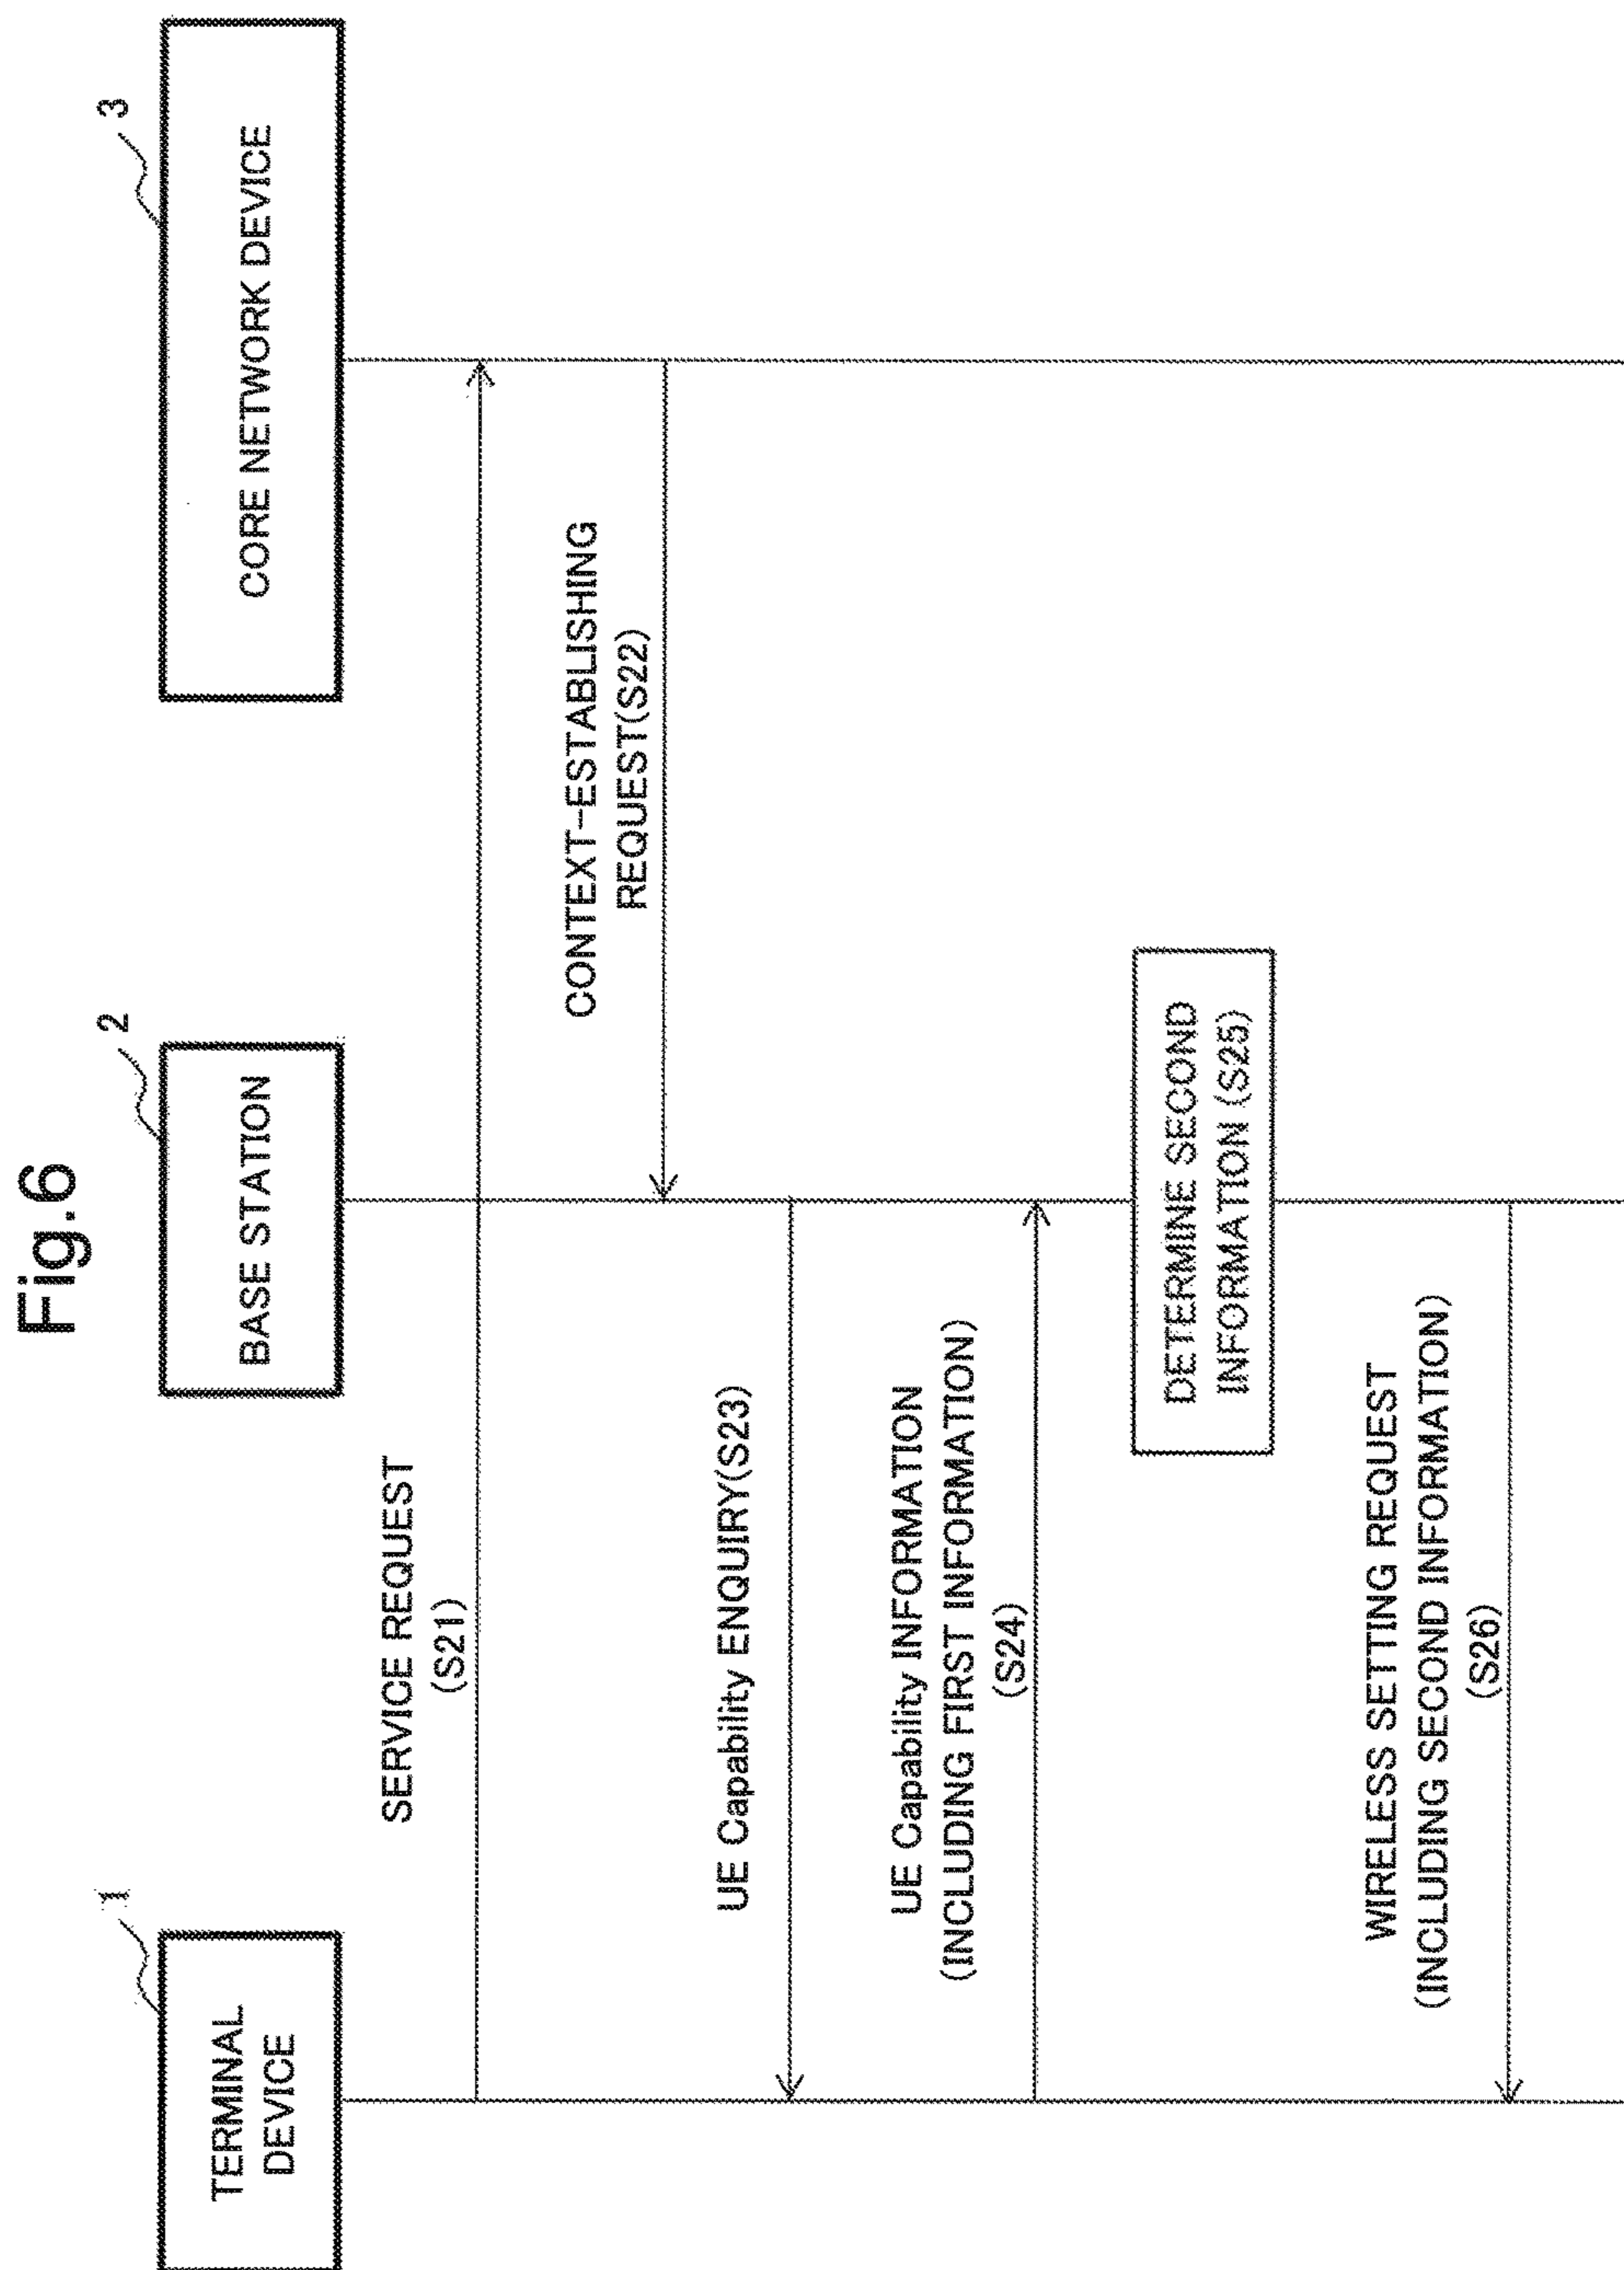 Fig.6
1
2
3
TERMINAL
DEVICE
BASE STATION
CORE NETWORK DEVICE
SERVICE REQUEST
(S21)
CONTEXT-ESTABLISHING
REQUEST(S22)
UE Capability ENQUIRY(S23)
UE Capability INFORMATION
(INCLUDING FIRST INFORMATION)
(S24)
DETERMINE SECOND
INFORMATION (S25)
WIRELESS SETTING REQUEST
(INCLUDING SECOND INFORMATION)
(S26)